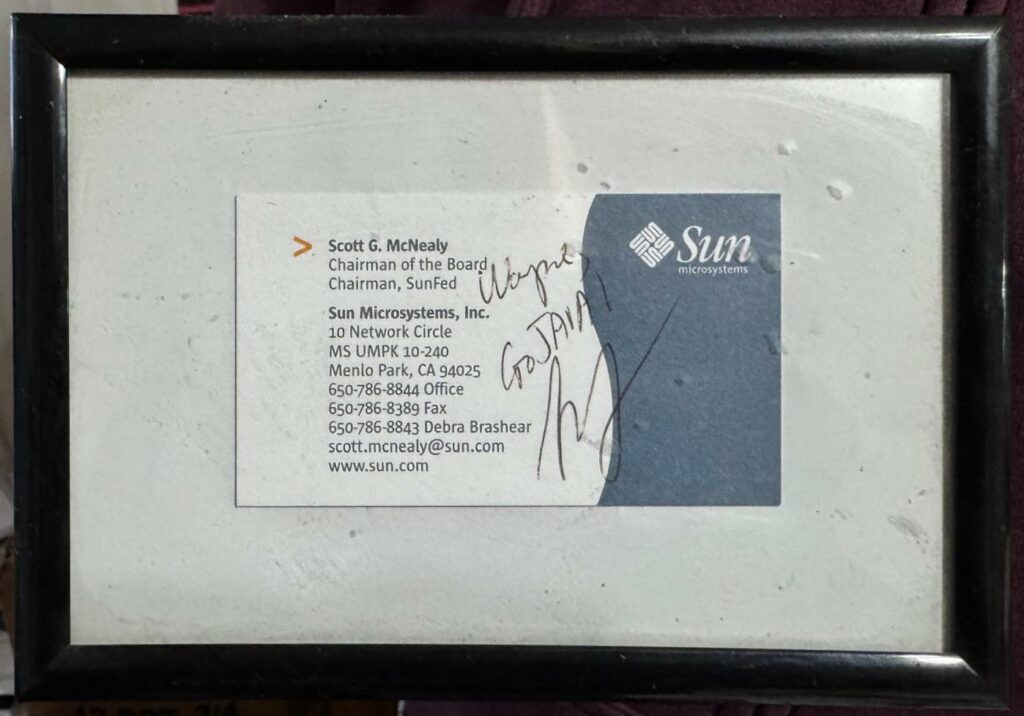 Scott G. McNealy
Chairman of the Board
Chairman, SunFed
Sun Microsystems, Inc.
10 Network Circle
MS UMPK 10-240
Menlo Park, CA 94025
650-786-8844 Office
650-786-8389 Fax
650-786-8843 Debra Brashear
scott.mcnealy@sun.com
www.sun.com
Wayne,
Go JAVA!
Sun
microsystems